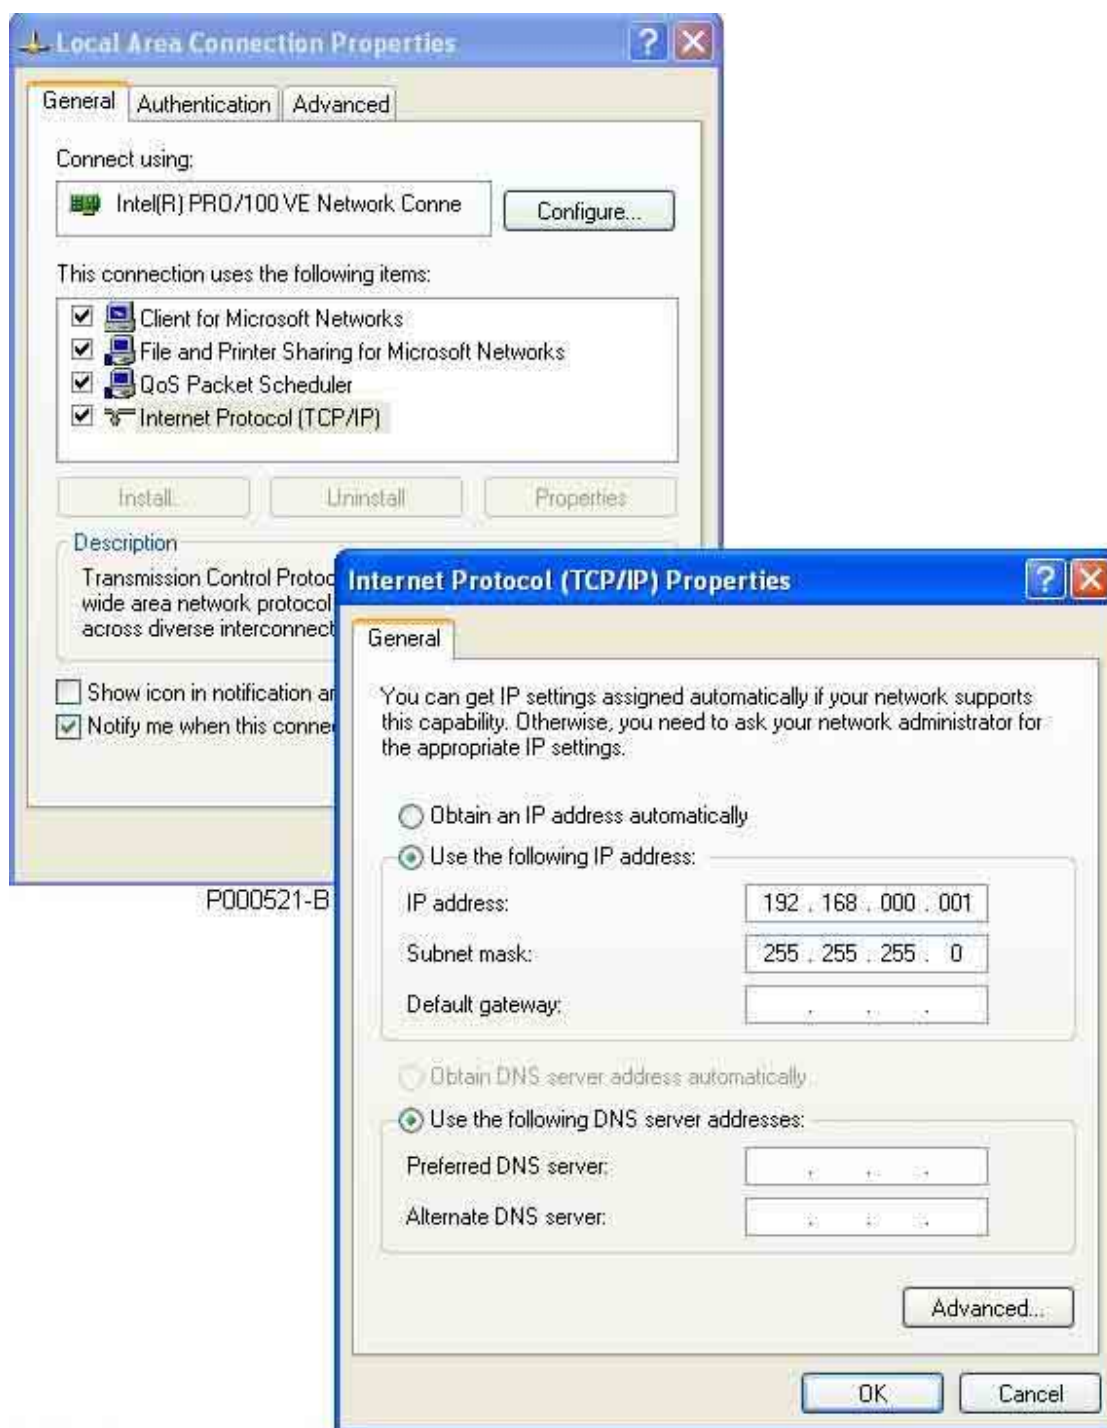 Local Area Connection Properties
General Authentication Advanced
Connect using:
Intel(R) PRO/100 VE Network Conne
Configure...
This connection uses the following items:
Client for Microsoft Networks
File and Printer Sharing for Microsoft Networks
QoS Packet Scheduler
Internet Protocol (TCP/IP)
Install... Uninstall Properties
Description
Transmission Control Protoc
wide area network protocol
across diverse interconnect
Show icon in notification ar
Notify me when this conne
P000521-B
Internet Protocol (TCP/IP) Properties
General
You can get IP settings assigned automatically if your network supports
this capability. Otherwise, you need to ask your network administrator for
the appropriate IP settings.
Obtain an IP address automatically
Use the following IP address:
IP address: 192 . 168 . 000 . 001
Subnet mask: 255 . 255 . 255 . 0
Default gateway: . . .
Obtain DNS server address automatically
Use the following DNS server addresses:
Preferred DNS server: . . .
Alternate DNS server: . . .
Advanced...
OK Cancel